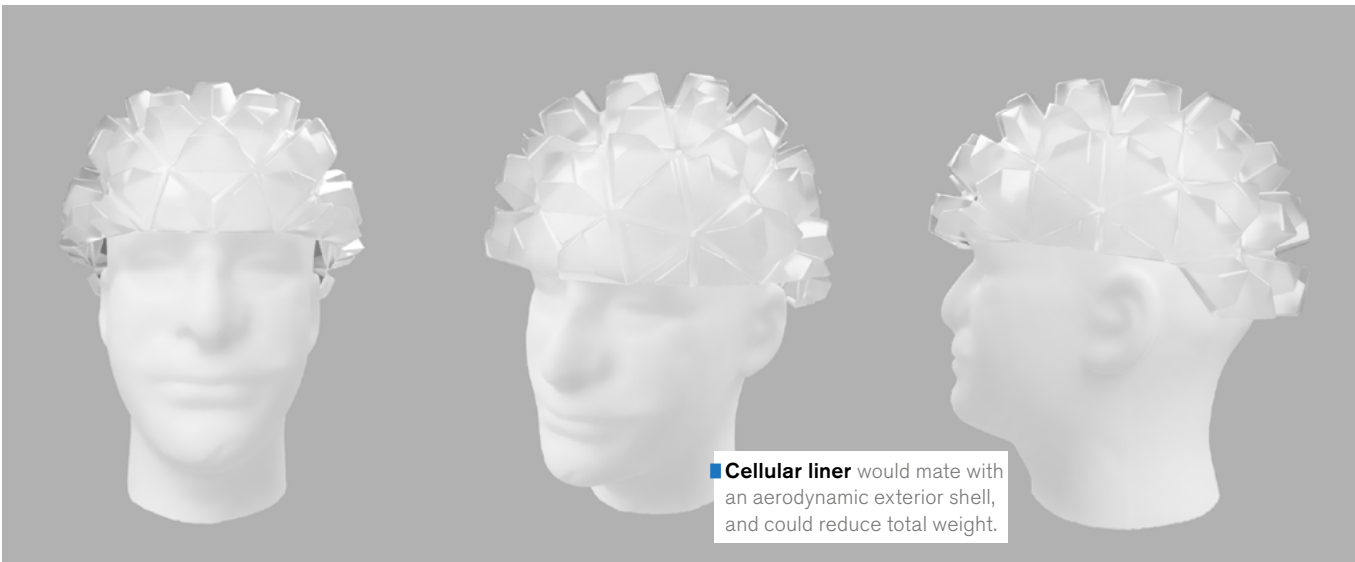 Cellular liner would mate with
an aerodynamic exterior shell,
and could reduce total weight.